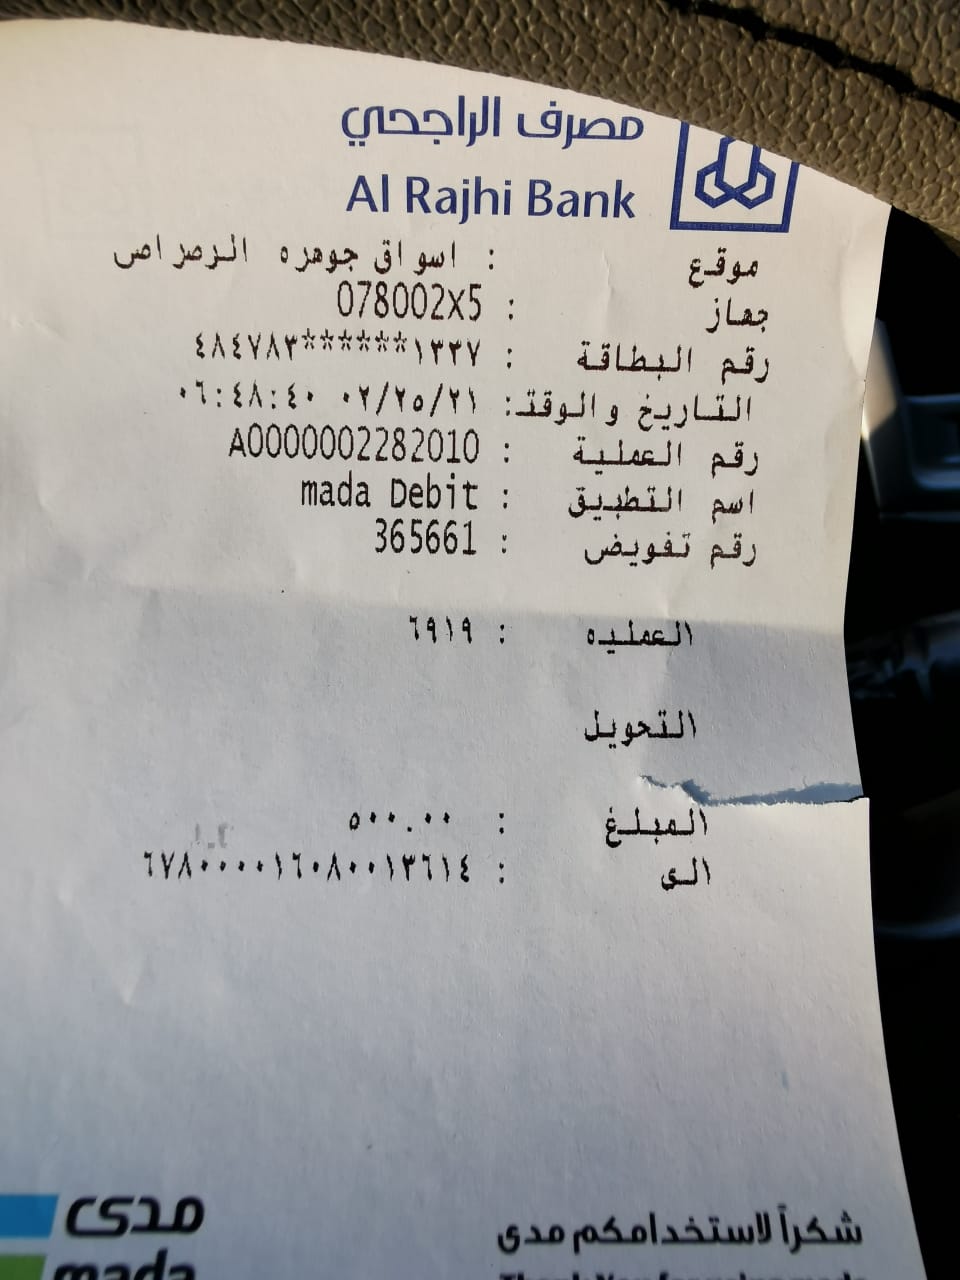 مصرف الراجحي
Al Rajhi Bank
موقع : اسواق جوهره الرصراص
جهاز : 078002X5
رقم البطاقة : ٤٨٤٧٨٣******١٣٣٧
التاريخ والوقت: ٠٢/٢٥/٢١ ٠٦:٤٨:٤٠
رقم العملية : A0000002282010
اسم التطبيق : mada Debit
رقم تفويض : 365661
العمليه : ٦٩١٩
التحويل
المبلغ : ٥٠٠.٠٠
الى : ٦٧٨٠٠٠٠١٦٠٨٠٠١٣٦١٤
مدى
شكراً لاستخدامكم مدى
mada